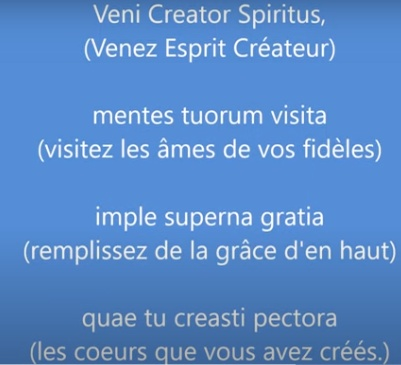 Veni Creator Spiritus,
(Venez Esprit Créateur)
mentes tuorum visita
(visitez les âmes de vos fidèles)
imple superna gratia
(remplissez de la grâce d'en haut)
quae tu creasti pectora
(les coeurs que vous avez créés.)